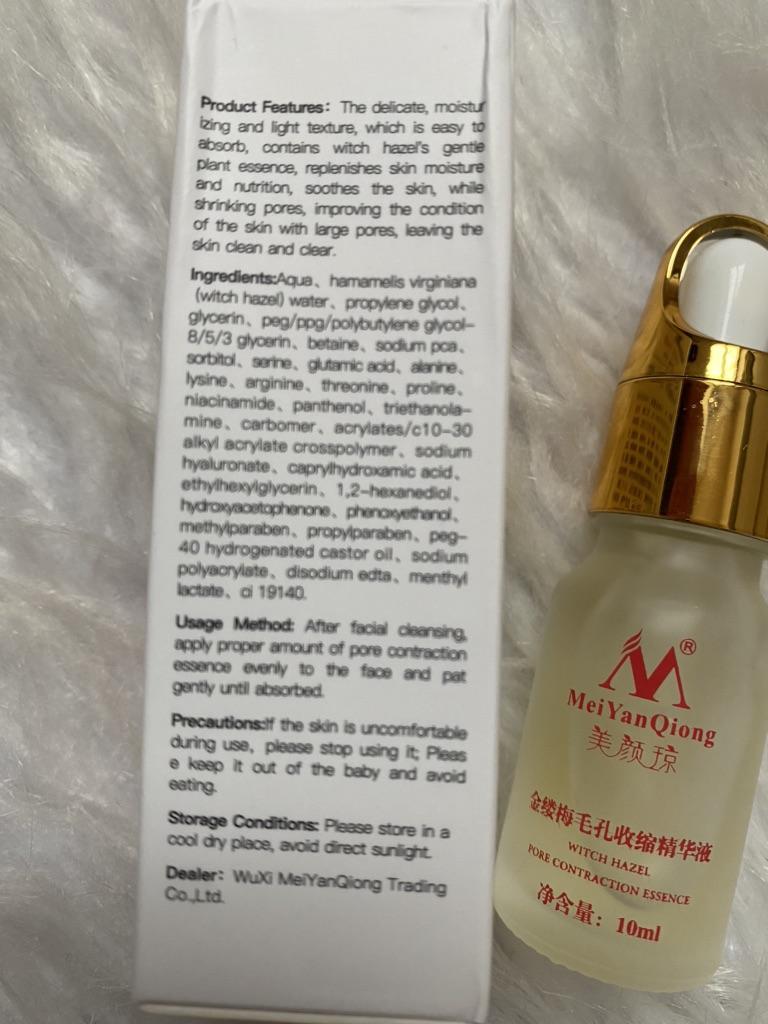 Product Features: The delicate, moistur
izing and light texture, which is easy to
absorb, contains witch hazel's gentle
plant essence, replenishes skin moisture
and nutrition, soothes the skin, while
shrinking pores, improving the condition
of the skin with large pores, leaving the
skin clean and clear.
Ingredients:Aqua、hamamelis virginiana
(witch hazel) water、propylene glycol、
glycerin、peg/ppg/polybutylene glycol-
8/5/3 glycerin、betaine、sodium pca、
sorbitol、serine、glutamic acid、alanine、
lysine、arginine、threonine、proline、
niacinamide、panthenol、triethanola-
mine、carbomer、acrylates/c10-30
alkyl acrylate crosspolymer、sodium
hyaluronate、caprylhydroxamic acid、
ethylhexylglycerin、1,2-hexanediol、
hydroxyacetophenone、phenoxyethanol、
methylparaben、propylparaben、peg-
40 hydrogenated castor oil、sodium
polyacrylate、disodium edta、menthyl
lactate、ci 19140.
Usage Method: After facial cleansing,
apply proper amount of pore contraction
essence evenly to the face and pat
gently until absorbed.
Precautions:If the skin is uncomfortable
during use, please stop using it; Pleas
e keep it out of the baby and avoid
eating.
Storage Conditions: Please store in a
cool dry place, avoid direct sunlight.
Dealer: WuXi MeiYanQiong Trading
Co.,Ltd.
M®
MeiYanQiong
美颜琼
金缕梅毛孔收缩精华液
WITCH HAZEL
PORE CONTRACTION ESSENCE
净含量：10ml